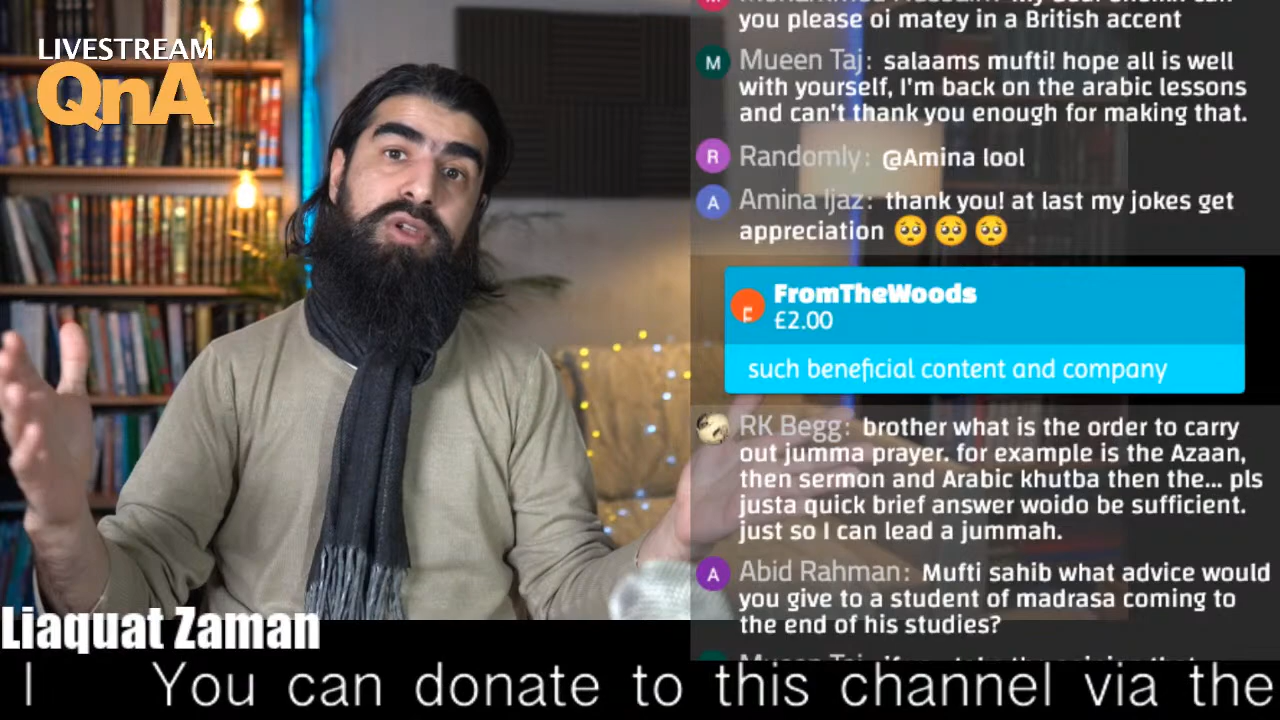 LIVESTREAM
QnA
you please oi matey in a British accent
M Mueen Taj: salaams mufti! hope all is well
with yourself, I'm back on the arabic lessons
and can't thank you enough for making that.
R Randomly: @Amina lool
A Amina Ijaz: thank you! at last my jokes get
appreciation 🥺🥺🥺
FromTheWoods
F £2.00
such beneficial content and company
RK Begg: brother what is the order to carry
out jumma prayer. for example is the Azaan,
then sermon and Arabic khutba then the... pls
justa quick brief answer woido be sufficient.
just so I can lead a jummah.
A Abid Rahman: Mufti sahib what advice would
you give to a student of madrasa coming to
the end of his studies?
Liaquat Zaman
| You can donate to this channel via the